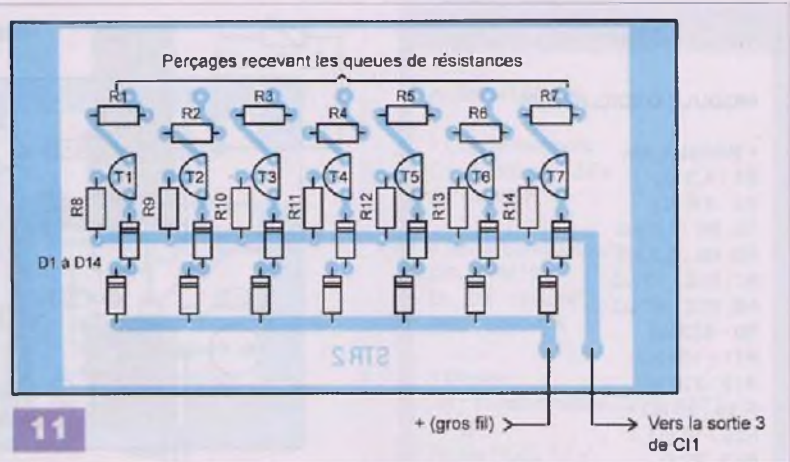 Perçages recevant les queues de résistances
R1 R2 R3 R4 R5 R6 R7
T1 T2 T3 T4 T5 T6 T7
R8 R9 R10 R11 R12 R13 R14
D1 à D14
STR2
11
+ (gros fil)
Vers la sortie 3
de CI1